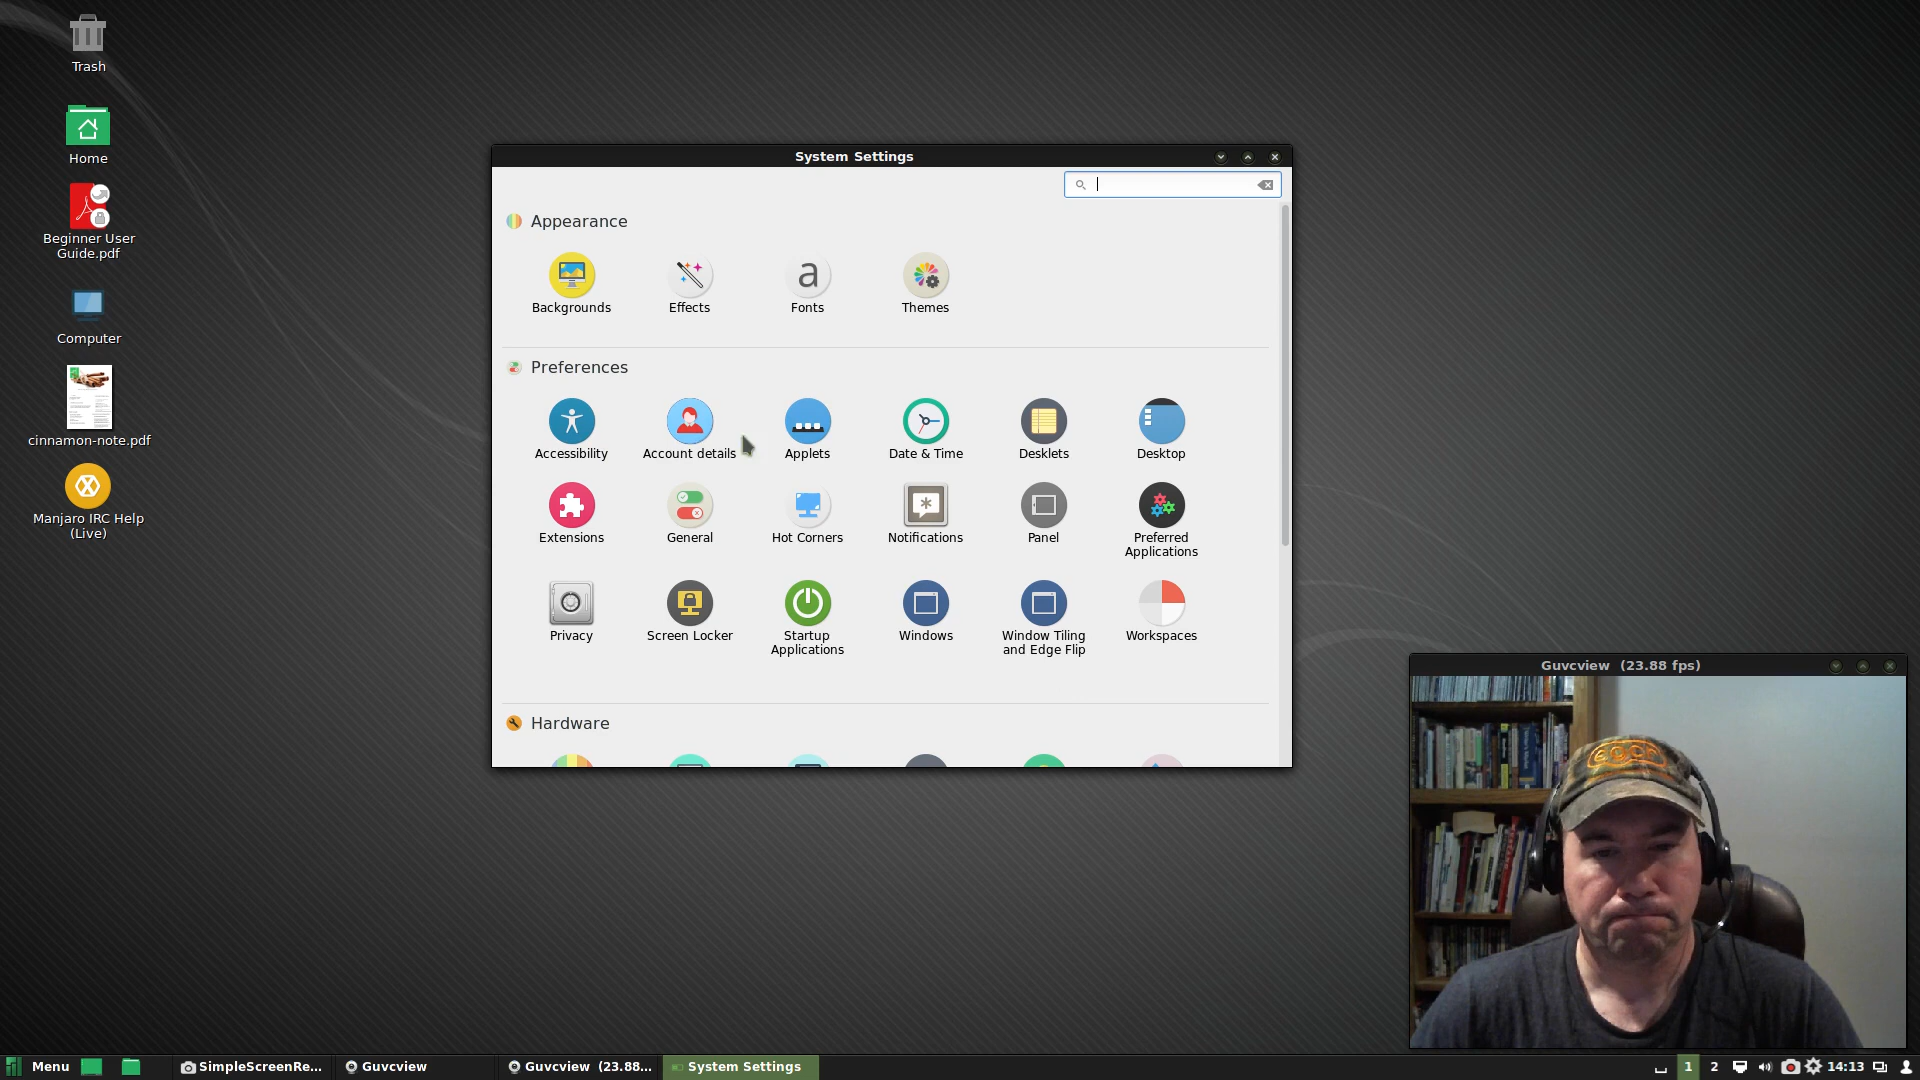 Trash
Home
Beginner User
Guide.pdf
Computer
cinnamon-note.pdf
Manjaro IRC Help
(Live)
System Settings
Appearance
Backgrounds
Effects
a
Fonts
Themes
Preferences
Accessibility
Account details
Applets
Date & Time
Desklets
Desktop
Extensions
General
Hot Corners
Notifications
Panel
Preferred
Applications
Privacy
Screen Locker
Startup
Applications
Windows
Window Tiling
and Edge Flip
Workspaces
Hardware
Guvcview (23.88 fps)
Menu
SimpleScreenRe...
Guvcview
Guvcview (23.88...
System Settings
1
2
14:13